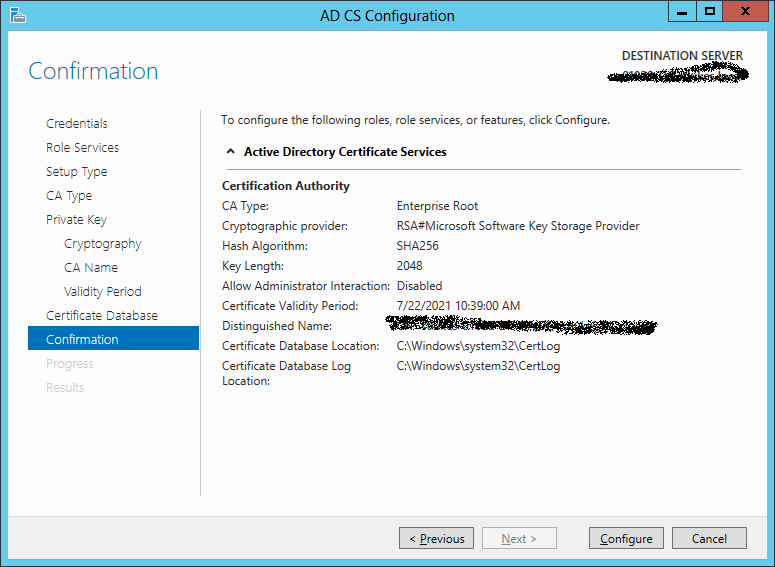 AD CS Configuration
Confirmation
DESTINATION SERVER
Credentials
Role Services
Setup Type
CA Type
Private Key
Cryptography
CA Name
Validity Period
Certificate Database
Confirmation
Progress
Results
To configure the following roles, role services, or features, click Configure.
Active Directory Certificate Services
Certification Authority
CA Type: Enterprise Root
Cryptographic provider: RSA#Microsoft Software Key Storage Provider
Hash Algorithm: SHA256
Key Length: 2048
Allow Administrator Interaction: Disabled
Certificate Validity Period: 7/22/2021 10:39:00 AM
Distinguished Name:
Certificate Database Location: C:\Windows\system32\CertLog
Certificate Database Log C:\Windows\system32\CertLog
Location:
< Previous
Next >
Configure
Cancel